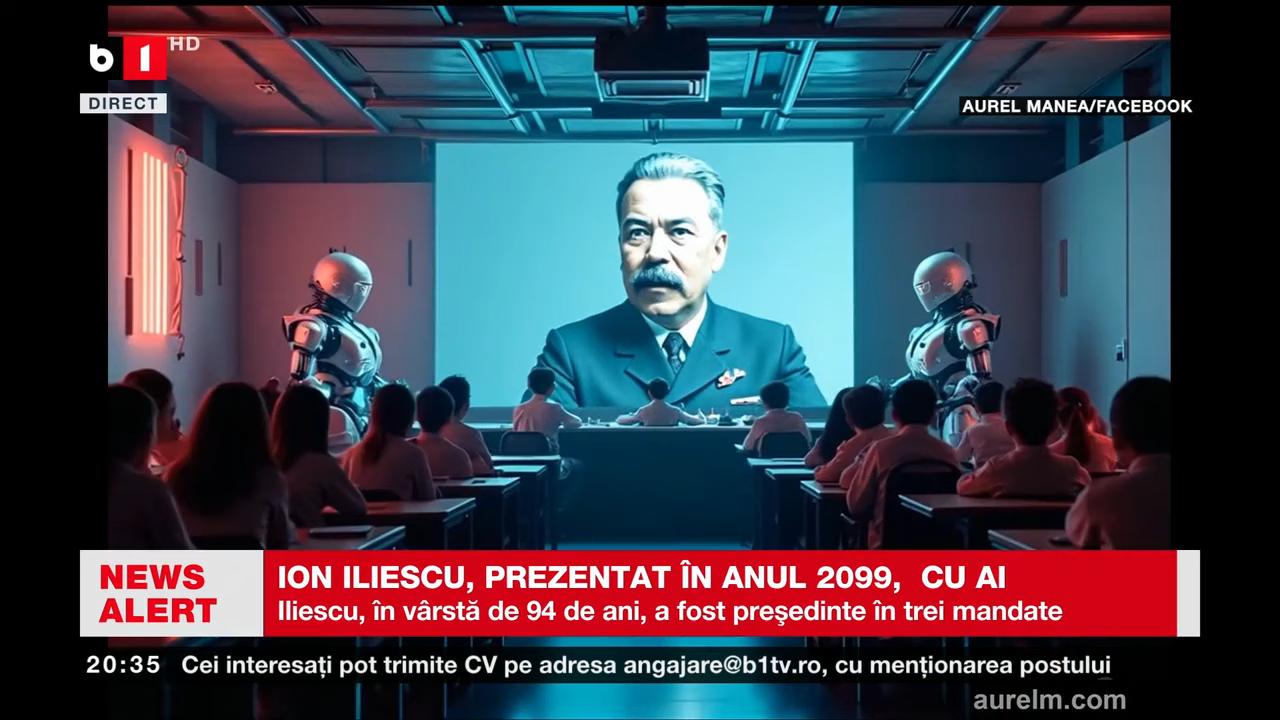 b 1 HD
DIRECT
AUREL MANEA/FACEBOOK
NEWS
ALERT
ION ILIESCU, PREZENTAT ÎN ANUL 2099, CU AI
Iliescu, în vârstă de 94 de ani, a fost preşedinte în trei mandate
20:35 Cei interesați pot trimite CV pe adresa angajare@b1tv.ro, cu menționarea postului
aurelm.com